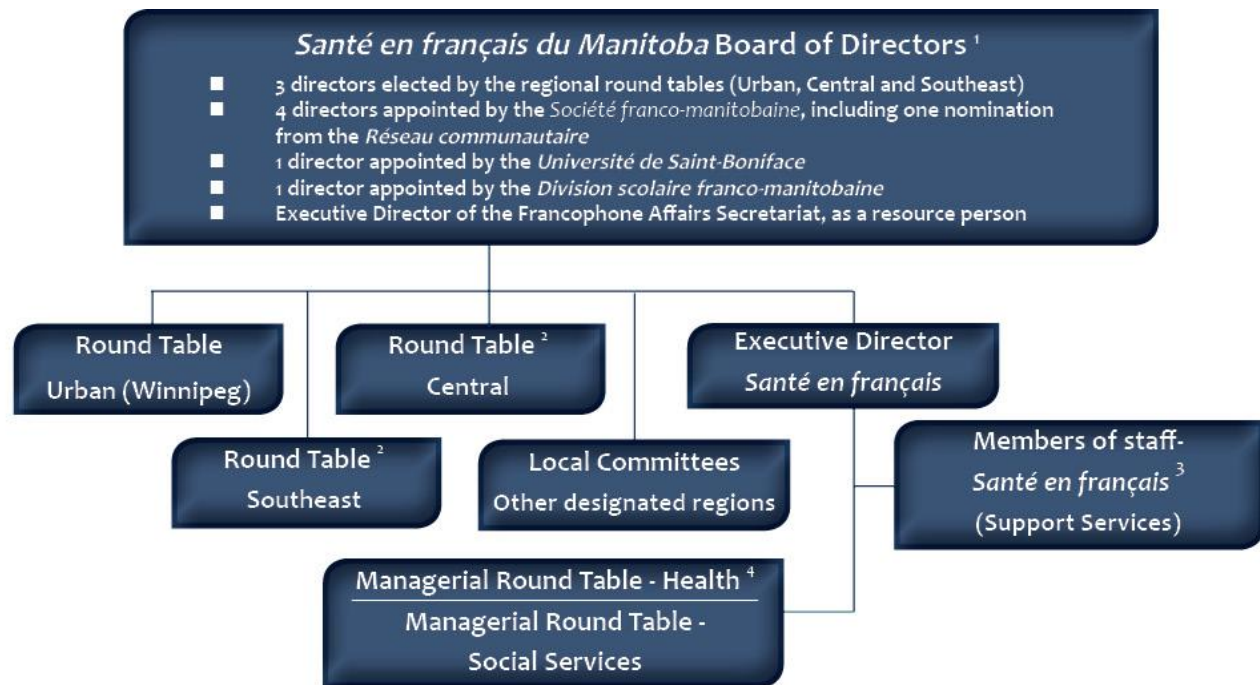 Santé en français du Manitoba Board of Directors 1
■ 3 directors elected by the regional round tables (Urban, Central and Southeast)
■ 4 directors appointed by the Société franco-manitobaine, including one nomination
from the Réseau communautaire
■ 1 director appointed by the Université de Saint-Boniface
■ 1 director appointed by the Division scolaire franco-manitobaine
■ Executive Director of the Francophone Affairs Secretariat, as a resource person
Round Table
Urban (Winnipeg)
Round Table 2
Central
Executive Director
Santé en français
Round Table 2
Southeast
Local Committees
Other designated regions
Members of staff-
Santé en français 3
(Support Services)
Managerial Round Table - Health 4
Managerial Round Table -
Social Services